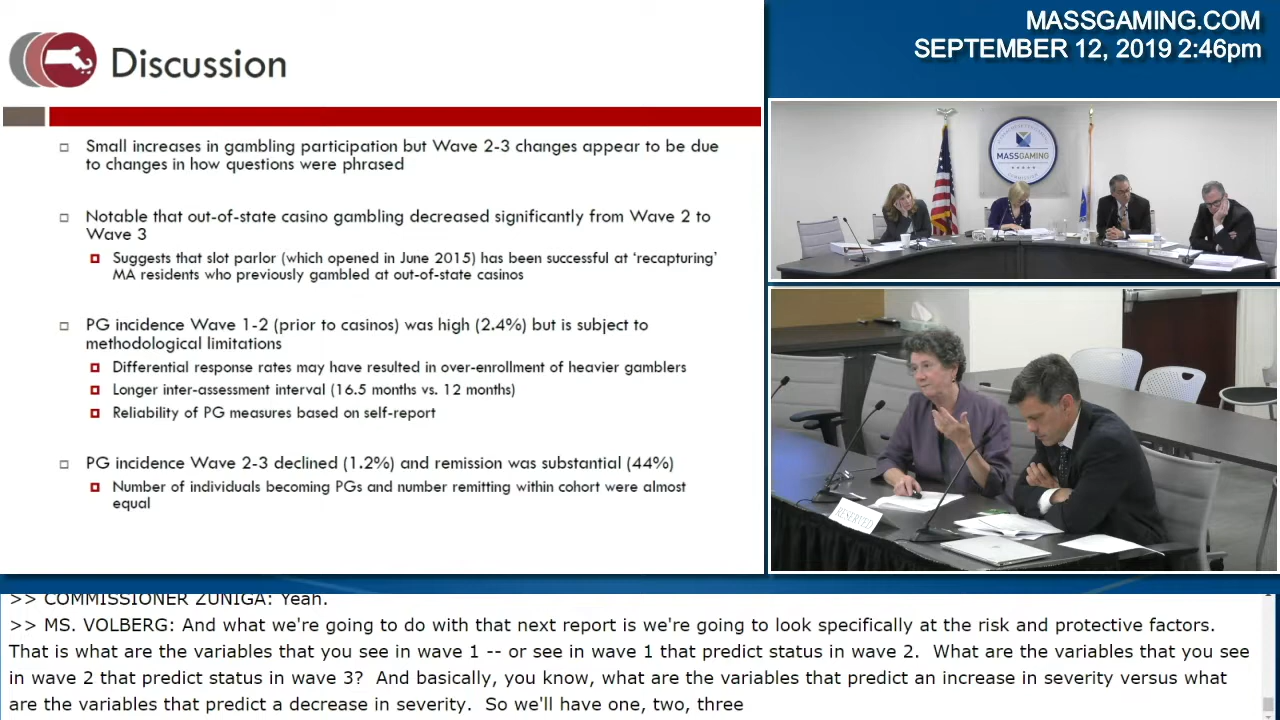 MASSGAMING.COM
SEPTEMBER 12, 2019 2:46pm
Discussion
Small increases in gambling participation but Wave 2-3 changes appear to be due
to changes in how questions were phrased
Notable that out-of-state casino gambling decreased significantly from Wave 2 to
Wave 3
Suggests that slot parlor (which opened in June 2015) has been successful at 'recapturing'
MA residents who previously gambled at out-of-state casinos
PG incidence Wave 1-2 (prior to casinos) was high (2.4%) but is subject to
methodological limitations
Differential response rates may have resulted in over-enrollment of heavier gamblers
Longer inter-assessment interval (16.5 months vs. 12 months)
Reliability of PG measures based on self-report
PG incidence Wave 2-3 declined (1.2%) and remission was substantial (44%)
Number of individuals becoming PGs and number remitting within cohort were almost
equal
MASSGAMING
RESERVED
>> COMMISSIONER ZUNIGA: Yeah.
>> MS. VOLBERG: And what we're going to do with that next report is we're going to look specifically at the risk and protective factors.
That is what are the variables that you see in wave 1 -- or see in wave 1 that predict status in wave 2.  What are the variables that you see
in wave 2 that predict status in wave 3?  And basically, you know, what are the variables that predict an increase in severity versus what
are the variables that predict a decrease in severity.  So we'll have one, two, three